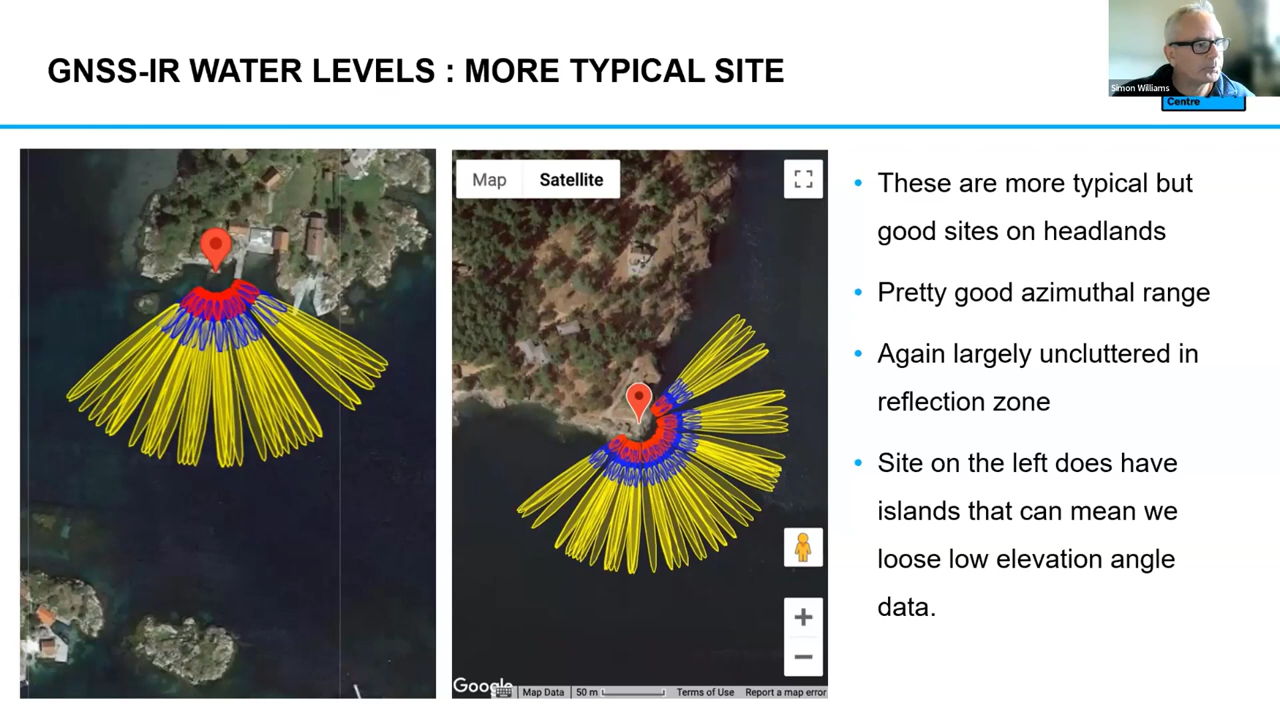 GNSS-IR WATER LEVELS : MORE TYPICAL SITE
Simon Williams
Centre
Map
Satellite
Google
Map Data
50 m
Terms of Use
Report a map error
• These are more typical but
good sites on headlands
• Pretty good azimuthal range
• Again largely uncluttered in
reflection zone
• Site on the left does have
islands that can mean we
loose low elevation angle
data.